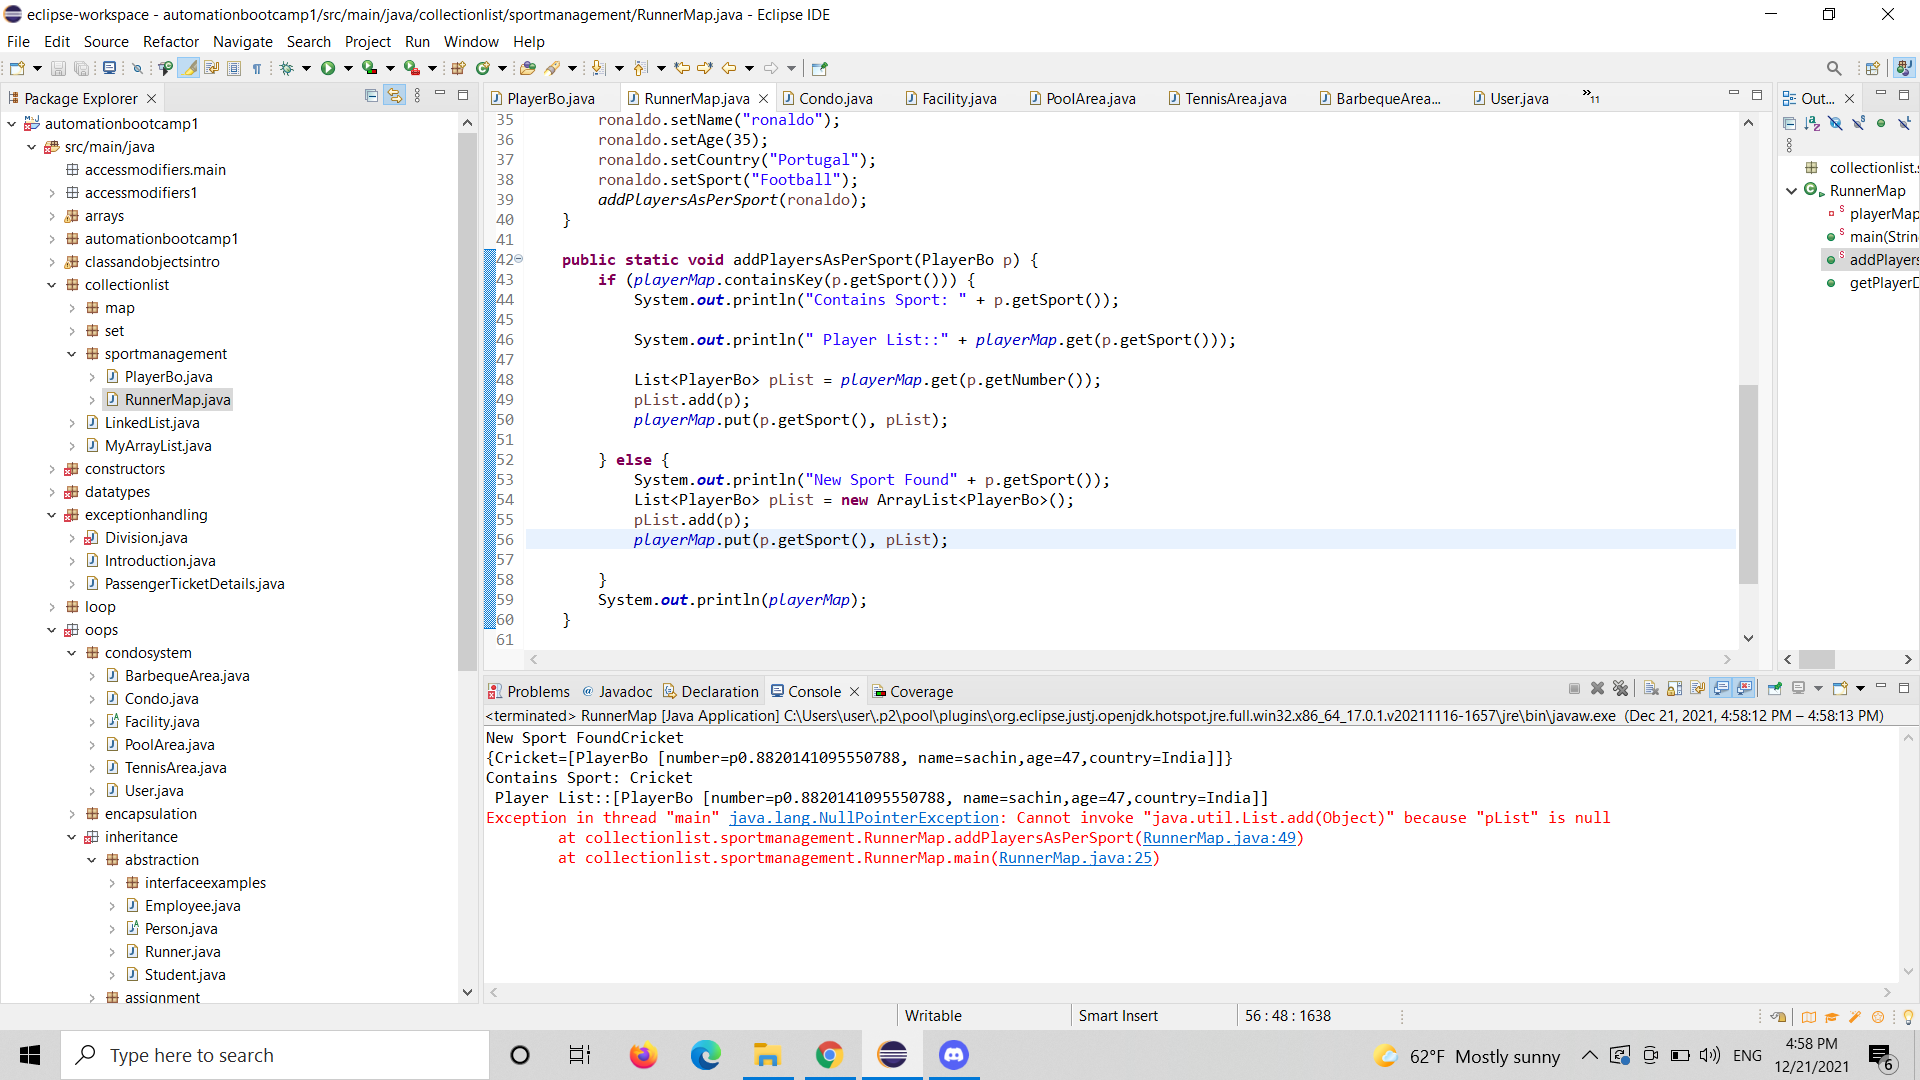 eclipse-workspace - automationbootcamp1/src/main/java/collectionlist/sportmanagement/RunnerMap.java - Eclipse IDE
File Edit Source Refactor Navigate Search Project Run Window Help
Package Explorer
automationbootcamp1
src/main/java
accessmodifiers.main
accessmodifiers1
arrays
automationbootcamp1
classandobjectsintro
collectionlist
map
set
sportmanagement
PlayerBo.java
RunnerMap.java
LinkedList.java
MyArrayList.java
constructors
datatypes
exceptionhandling
Division.java
Introduction.java
PassengerTicketDetails.java
loop
oops
condosystem
BarbequeArea.java
Condo.java
Facility.java
PoolArea.java
TennisArea.java
User.java
encapsulation
inheritance
abstraction
interfaceexamples
Employee.java
Person.java
Runner.java
Student.java
assignment
PlayerBo.java RunnerMap.java Condo.java Facility.java PoolArea.java TennisArea.java BarbequeArea... User.java »11
35 ronaldo.setName("ronaldo");
36 ronaldo.setAge(35);
37 ronaldo.setCountry("Portugal");
38 ronaldo.setSport("Football");
39 addPlayersAsPerSport(ronaldo);
40 }
41
42 public static void addPlayersAsPerSport(PlayerBo p) {
43 if (playerMap.containsKey(p.getSport())) {
44 System.out.println("Contains Sport: " + p.getSport());
45
46 System.out.println(" Player List::" + playerMap.get(p.getSport()));
47
48 List<PlayerBo> pList = playerMap.get(p.getNumber());
49 pList.add(p);
50 playerMap.put(p.getSport(), pList);
51
52 } else {
53 System.out.println("New Sport Found" + p.getSport());
54 List<PlayerBo> pList = new ArrayList<PlayerBo>();
55 pList.add(p);
56 playerMap.put(p.getSport(), pList);
57
58 }
59 System.out.println(playerMap);
60 }
61
Out...
collectionlist.s
RunnerMap
playerMap
main(Strin
addPlayers
getPlayerD
Problems Javadoc Declaration Console Coverage
<terminated> RunnerMap [Java Application] C:\Users\user\.p2\pool\plugins\org.eclipse.justj.openjdk.hotspot.jre.full.win32.x86_64_17.0.1.v20211116-1657\jre\bin\javaw.exe (Dec 21, 2021, 4:58:12 PM – 4:58:13 PM)
New Sport FoundCricket
{Cricket=[PlayerBo [number=p0.8820141095550788, name=sachin,age=47,country=India]]}
Contains Sport: Cricket
Player List::[PlayerBo [number=p0.8820141095550788, name=sachin,age=47,country=India]]
Exception in thread "main" java.lang.NullPointerException: Cannot invoke "java.util.List.add(Object)" because "pList" is null
at collectionlist.sportmanagement.RunnerMap.addPlayersAsPerSport(RunnerMap.java:49)
at collectionlist.sportmanagement.RunnerMap.main(RunnerMap.java:25)
Writable Smart Insert 56 : 48 : 1638
Type here to search
62°F Mostly sunny ENG 4:58 PM
12/21/2021 6